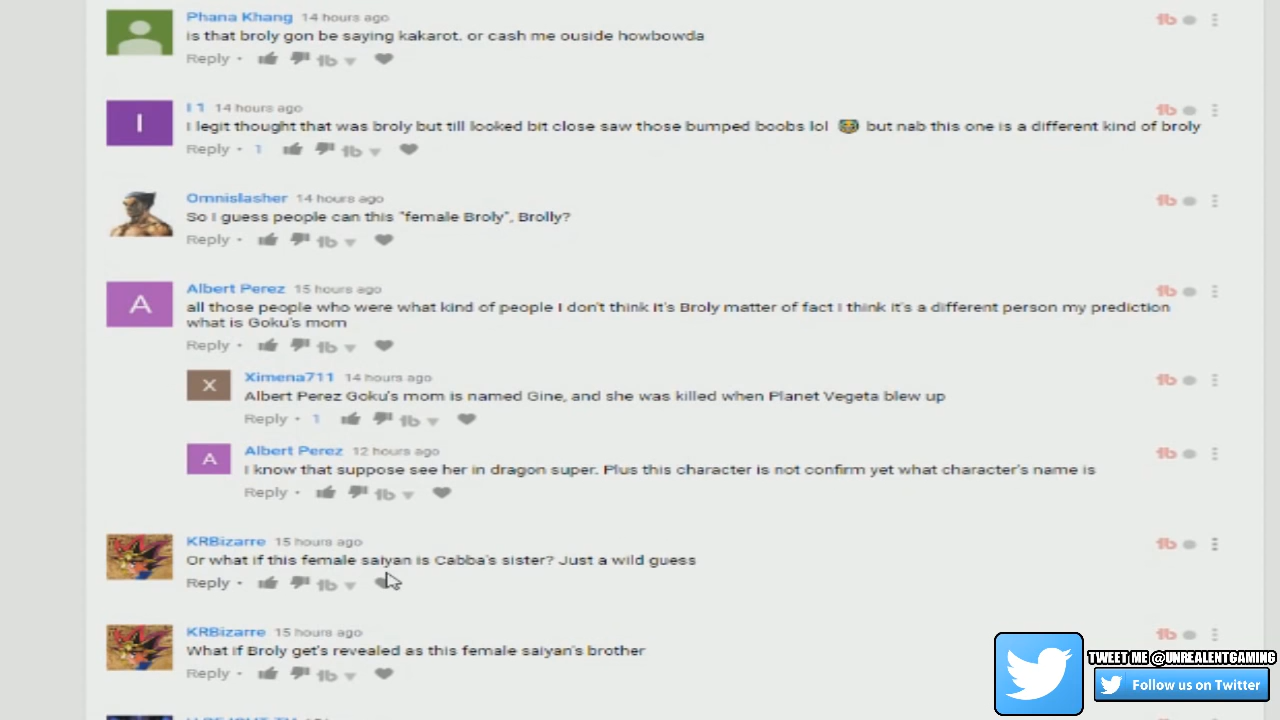 Phana Khang 14 hours ago
is that broly gon be saying kakarot. or cash me ouside howbowda
Reply •
I
I 1 14 hours ago
I legit thought that was broly but till looked bit close saw those bumped boobs lol 😂 but nab this one is a different kind of broly
Reply • 1
Omnislasher 14 hours ago
So I guess people can this "female Broly", Brolly?
Reply •
A
Albert Perez 15 hours ago
all those people who were what kind of people I don't think it's Broly matter of fact I think it's a different person my prediction
what is Goku's mom
Reply •
X
Ximena711 14 hours ago
Albert Perez Goku's mom is named Gine, and she was killed when Planet Vegeta blew up
Reply • 1
A
Albert Perez 12 hours ago
I know that suppose see her in dragon super. Plus this character is not confirm yet what character's name is
Reply •
KRBizarre 15 hours ago
Or what if this female saiyan is Cabba's sister? Just a wild guess
Reply •
KRBizarre 15 hours ago
What if Broly get's revealed as this female saiyan's brother
Reply •
TWEET ME @UNREALENTGAMING
Follow us on Twitter